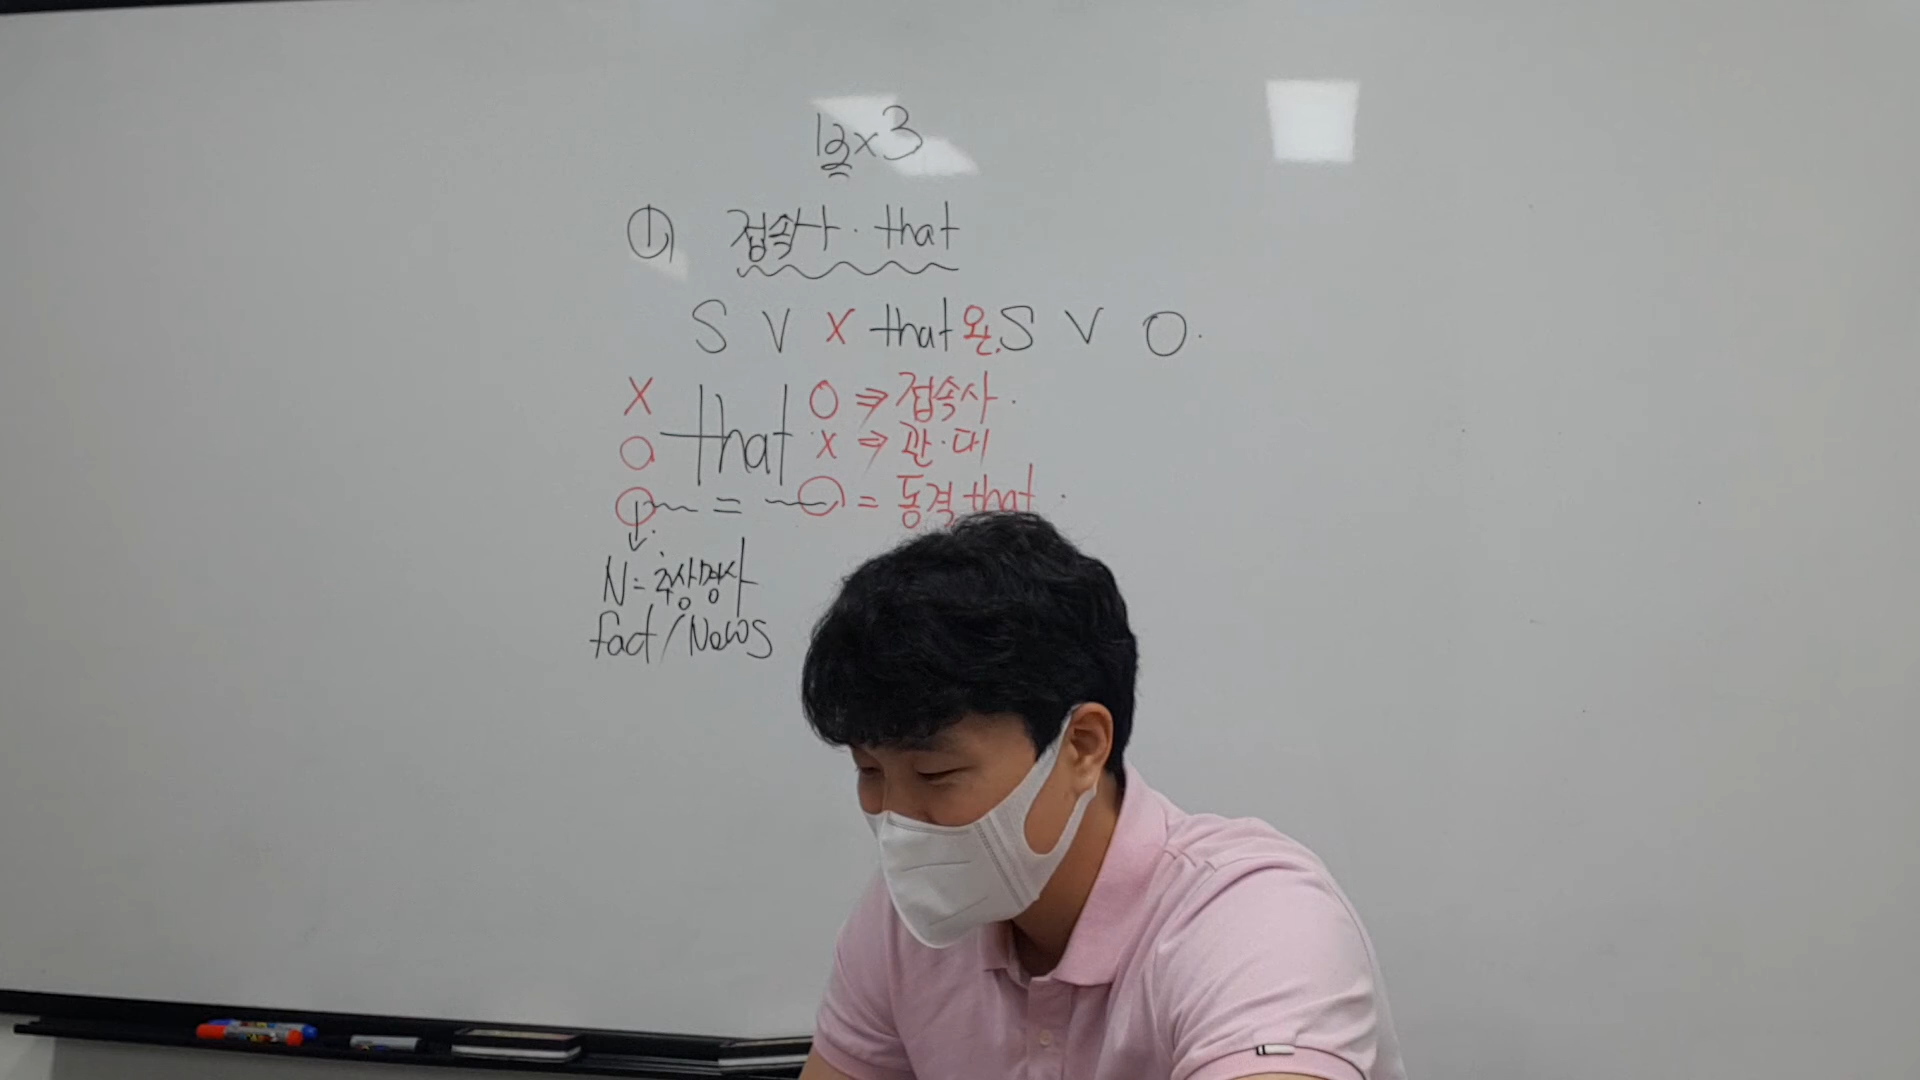 12x3
① 접속사. that
S V X that 완. S V O.
X that O ⇒ 접속사.
O X ⇒ 관·대
O = O = 동격 that.
N = 추상명사
fact / News